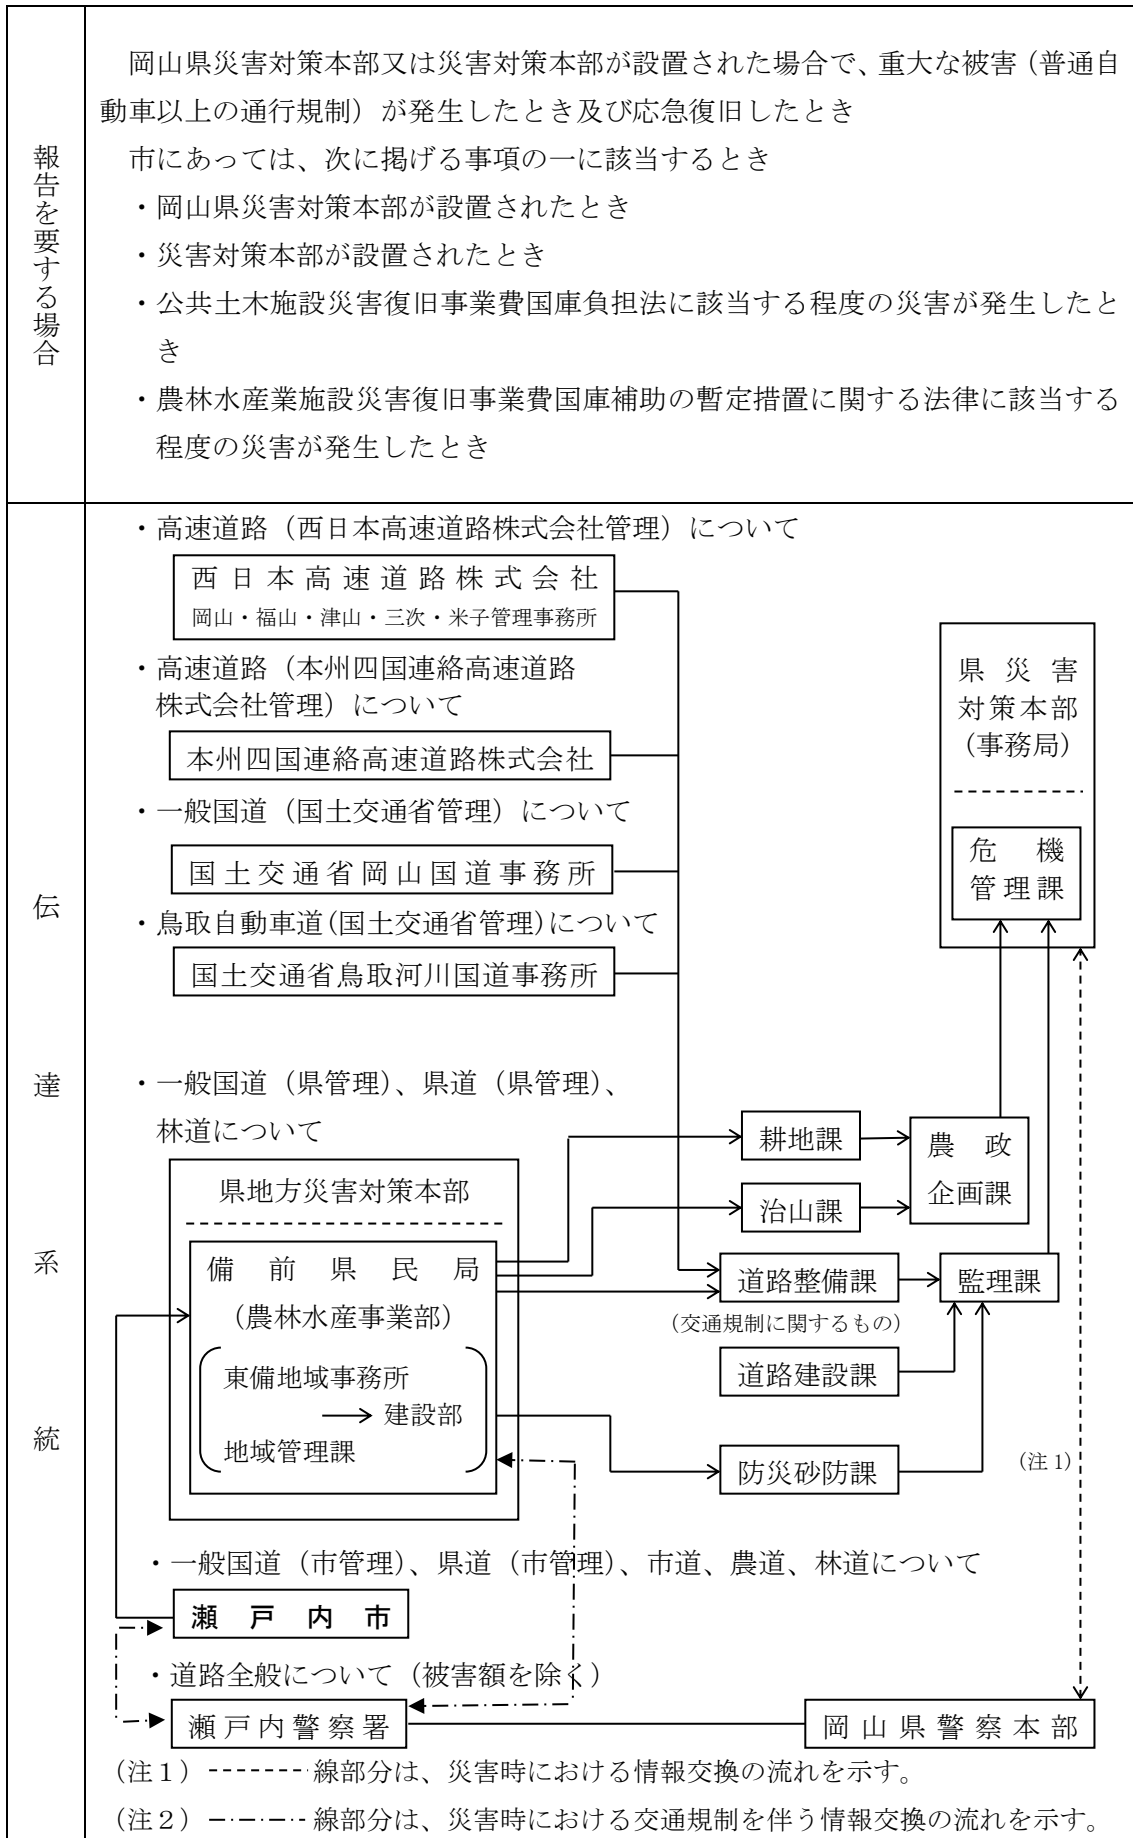 報告を要する場合
岡山県災害対策本部又は災害対策本部が設置された場合で、重大な被害（普通自
動車以上の通行規制）が発生したとき及び応急復旧したとき
市にあっては、次に掲げる事項の一に該当するとき
・岡山県災害対策本部が設置されたとき
・災害対策本部が設置されたとき
・公共土木施設災害復旧事業費国庫負担法に該当する程度の災害が発生したと
き
・農林水産業施設災害復旧事業費国庫補助の暫定措置に関する法律に該当する
程度の災害が発生したとき
伝達系統
・高速道路（西日本高速道路株式会社管理）について
西日本高速道路株式会社
岡山・福山・津山・三次・米子管理事務所
・高速道路（本州四国連絡高速道路
株式会社管理）について
本州四国連絡高速道路株式会社
・一般国道（国土交通省管理）について
国土交通省岡山国道事務所
・鳥取自動車道(国土交通省管理)について
国土交通省鳥取河川国道事務所
県災害
対策本部
（事務局）
危機
管理課
・一般国道（県管理）、県道（県管理）、
林道について
県地方災害対策本部
備前県民局
（農林水産事業部）
東備地域事務所
建設部
地域管理課
耕地課
治山課
農政
企画課
道路整備課
（交通規制に関するもの）
監理課
道路建設課
防災砂防課
（注1）
・一般国道（市管理）、県道（市管理）、市道、農道、林道について
瀬戸内市
・道路全般について（被害額を除く）
瀬戸内警察署
岡山県警察本部
（注１）--------線部分は、災害時における情報交換の流れを示す。
（注２）－・－・－・-線部分は、災害時における交通規制を伴う情報交換の流れを示す。